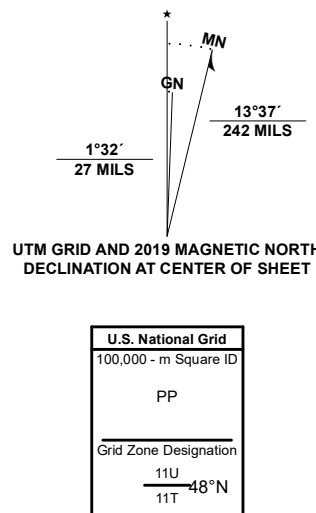 ★
MN
GN
13°37´
242 MILS
1°32´
27 MILS
UTM GRID AND 2019 MAGNETIC NORTH
DECLINATION AT CENTER OF SHEET
U.S. National Grid
100,000 - m Square ID
PP
Grid Zone Designation
11U
48°N
11T